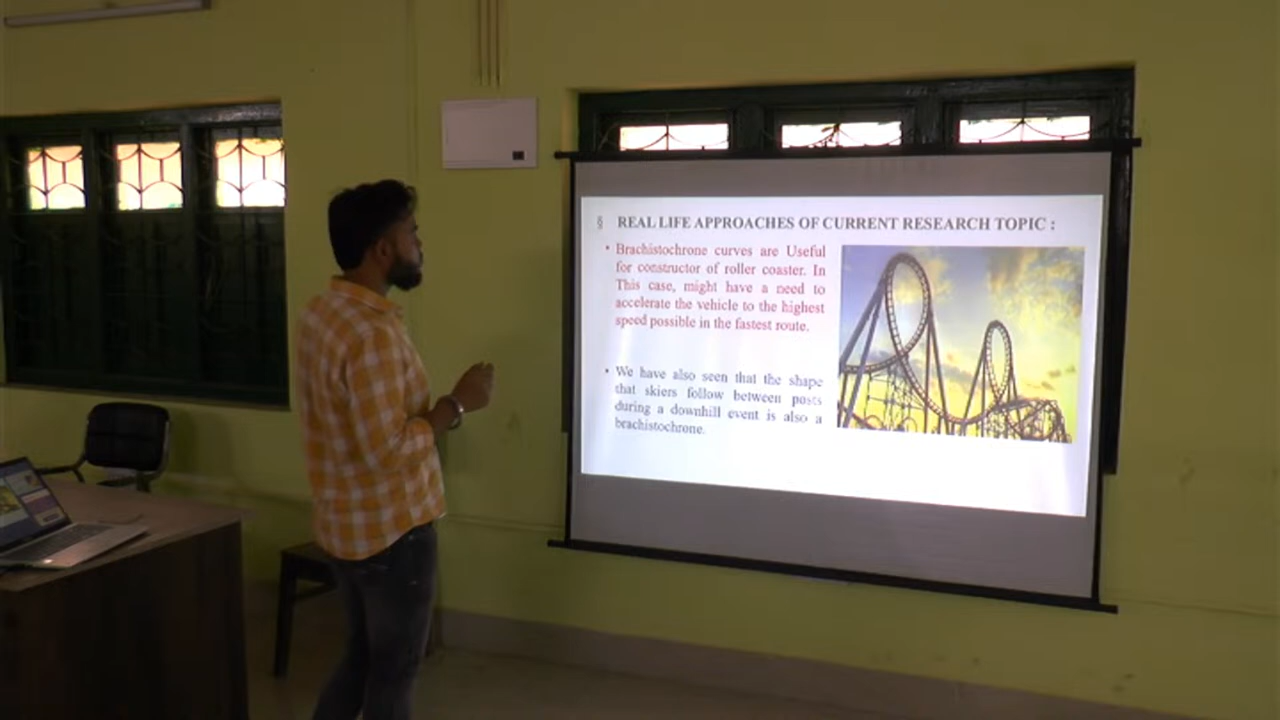 § REAL LIFE APPROACHES OF CURRENT RESEARCH TOPIC :
• Brachistochrone curves are Useful
for constructor of roller coaster. In
This case, might have a need to
accelerate the vehicle to the highest
speed possible in the fastest route.
• We have also seen that the shape
that skiers follow between posts
during a downhill event is also a
brachistochrone.